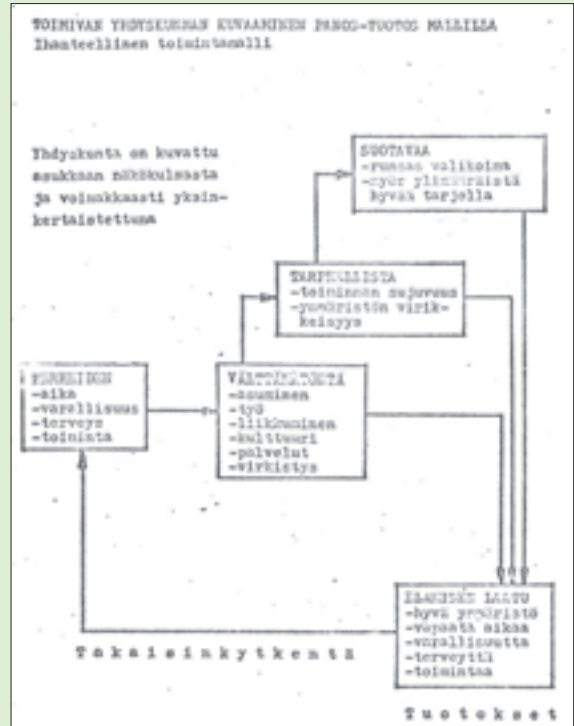 TOIMIVAN YHDYSKUNNAN KUVAAMINEN PANOS-TUOTOS MALLILLA
Ihanteellinen toimintamalli
Yhdyskunta on kuvattu
asukkaan näkökulmasta
ja voimakkaasti yksin-
kertaistettuna
SUOTAVAA
-runsas valikoima
-myös ylimääräistä
hyvää tarjolla
TARPEELLISTA
-toiminnan sujuvuus
-ympäristön virik-
keisyys
-aika
-varallisuus
-terveys
-toiminta
VÄLTTÄMÄTÖNTÄ
-asuminen
-työ
-liikkuminen
-kulttuuri
-palvelut
-virkistys
ELÄMISEN LAATU
-hyvä ympäristö
-vapaata aikaa
-varallisuutta
-terveyttä
-toimintaa
Takaisinkytkentä
Tuotokset